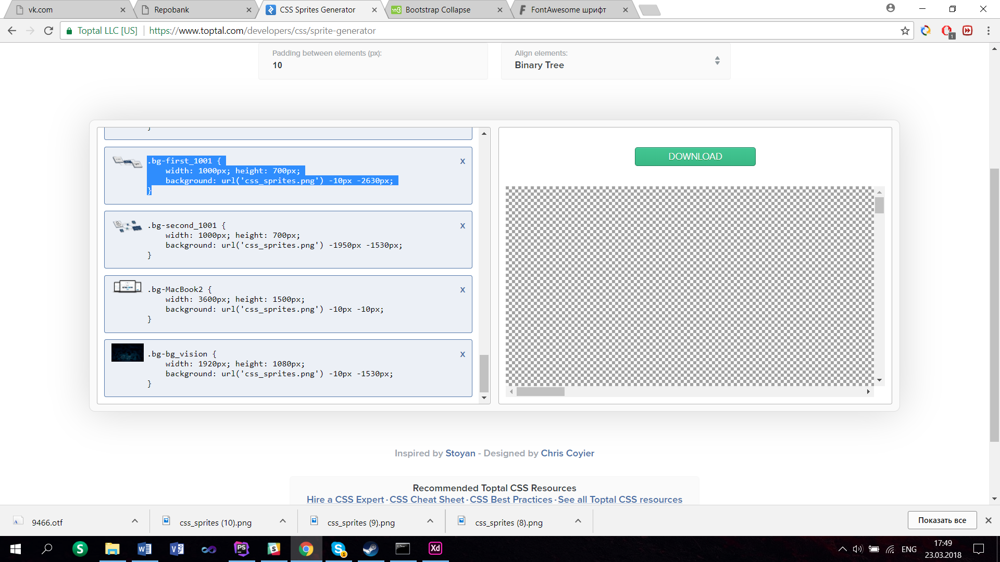 vk.com
Repobank
CSS Sprites Generator
Bootstrap Collapse
FontAwesome шрифт
Toptal LLC [US]
https://www.toptal.com/developers/css/sprite-generator
1
Padding between elements (px):
10
Align elements:
Binary Tree
}
.bg-first_1001 {
width: 1000px; height: 700px;
background: url('css_sprites.png') -10px -2630px;
}
X
.bg-second_1001 {
width: 1000px; height: 700px;
background: url('css_sprites.png') -1950px -1530px;
}
X
.bg-MacBook2 {
width: 3600px; height: 1500px;
background: url('css_sprites.png') -10px -10px;
}
X
.bg-bg_vision {
width: 1920px; height: 1080px;
background: url('css_sprites.png') -10px -1530px;
}
X
DOWNLOAD
Inspired by Stoyan - Designed by Chris Coyier
Recommended Toptal CSS Resources
Hire a CSS Expert · CSS Cheat Sheet · CSS Best Practices · See all Toptal CSS resources
9466.otf
css_sprites (10).png
css_sprites (9).png
css_sprites (8).png
Показать все
ENG
17:49
23.03.2018